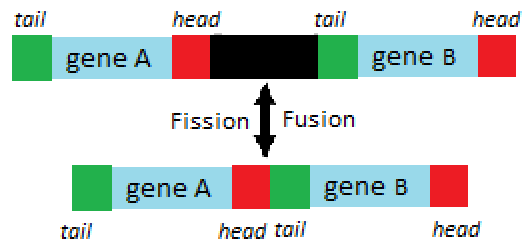 tail head tail head
gene A gene B
Fission Fusion
gene A gene B
tail head tail head